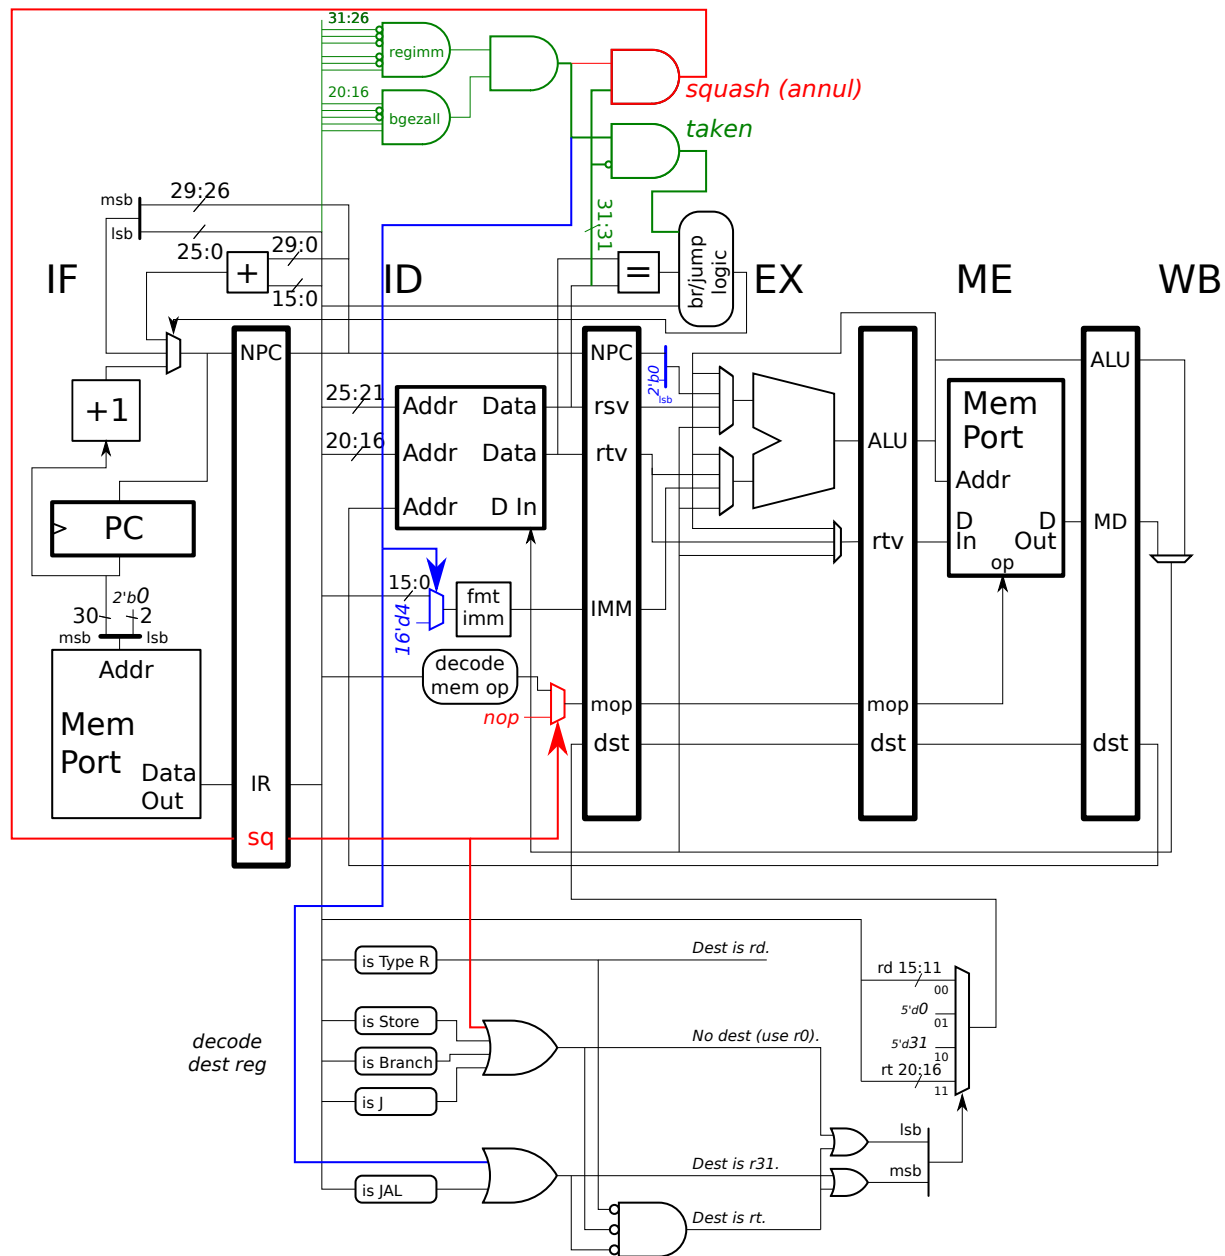 31:26
regimm
20:16
bgezall
squash (annul)
taken
msb
29:26
lsb
25:0
29:0
15:0
31:31
IF
ID
EX
ME
WB
+
=
br/jump
logic
NPC
NPC
2'b0
lsb
ALU
+1
25:21
Addr
Data
rsv
Mem
Port
20:16
Addr
Data
rtv
ALU
Addr
Addr
D In
PC
rtv
D
In
D
Out
op
MD
15:0
16'd4
fmt
imm
IMM
30
2'b0
2
msb
lsb
Addr
decode
mem op
nop
mop
mop
Mem
Port
dst
dst
dst
Data
Out
IR
sq
is Type R
Dest is rd.
rd 15:11
00
5'd0
01
is Store
decode
dest reg
is Branch
No dest (use r0).
5'd31
10
is J
rt 20:16
11
lsb
msb
is JAL
Dest is r31.
Dest is rt.